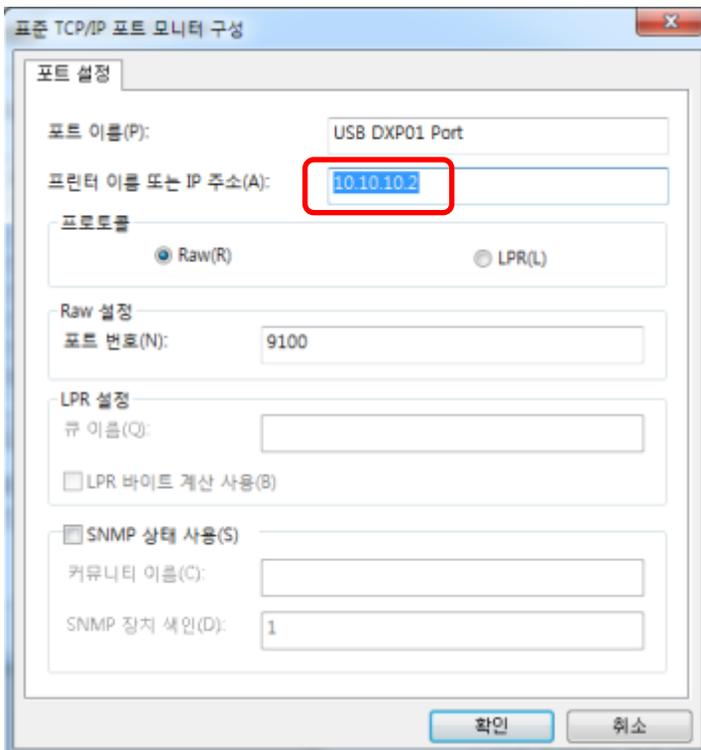 표준 TCP/IP 포트 모니터 구성
포트 설정
포트 이름(P): USB DXP01 Port
프린터 이름 또는 IP 주소(A): 10.10.10.2
프로토콜
Raw(R) LPR(L)
Raw 설정
포트 번호(N): 9100
LPR 설정
큐 이름(Q):
LPR 바이트 계산 사용(B)
SNMP 상태 사용(S)
커뮤니티 이름(C):
SNMP 장치 색인(D): 1
확인 취소